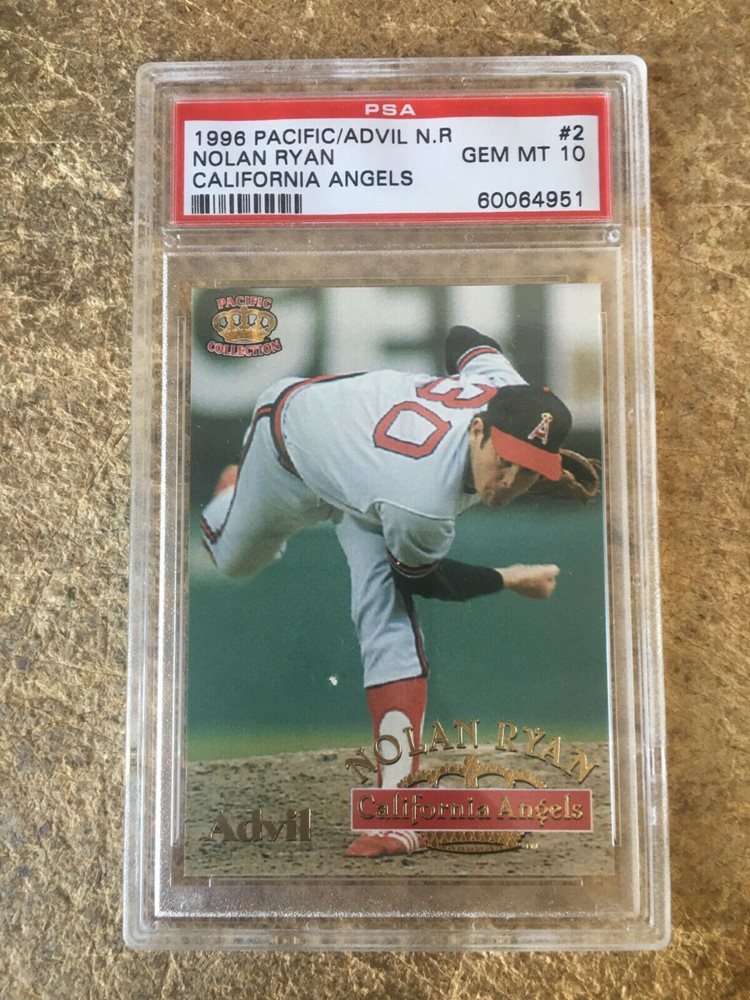 PSA
1996 PACIFIC/ADVIL N.R #2
NOLAN RYAN GEM MT 10
CALIFORNIA ANGELS
60064951
PACIFIC
COLLECTION
30
A
NOLAN RYAN
California Angels
Advil
TM